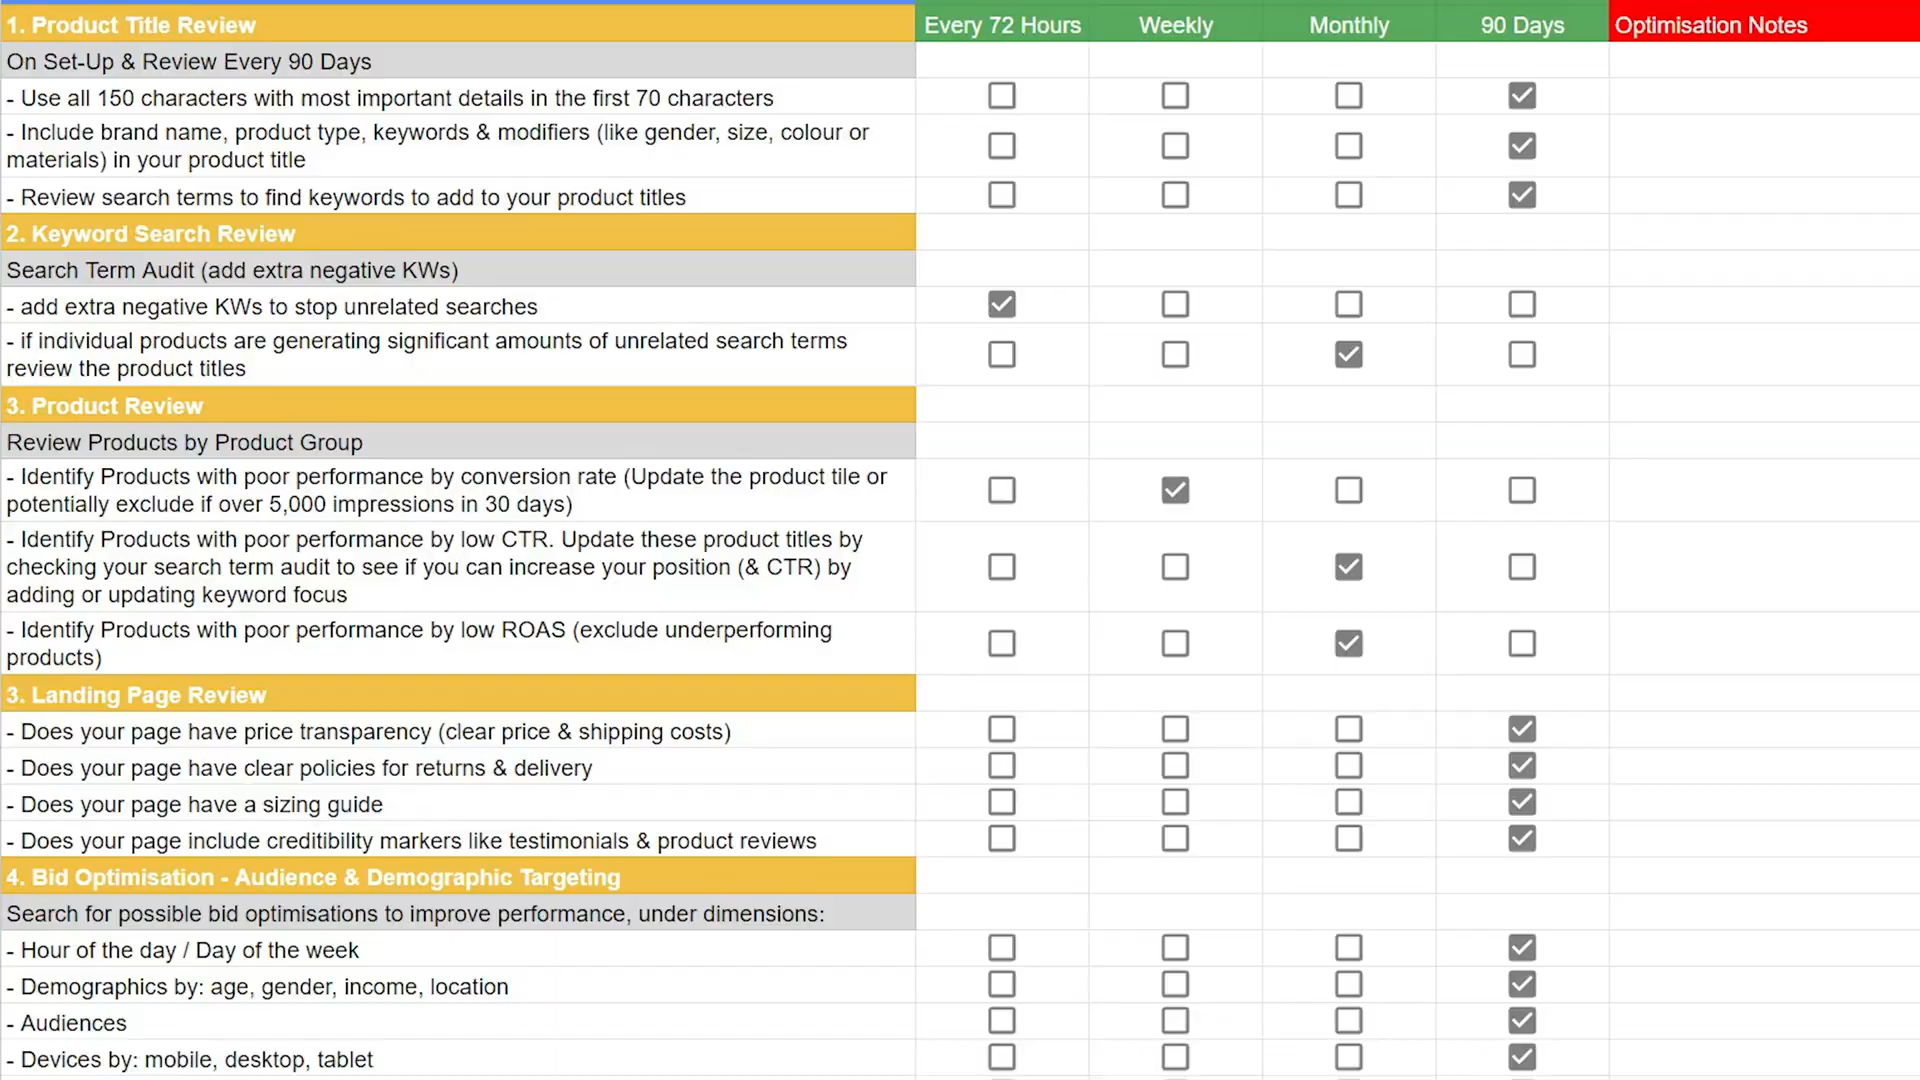 1. Product Title Review
Every 72 Hours
Weekly
Monthly
90 Days
Optimisation Notes
On Set-Up & Review Every 90 Days
- Use all 150 characters with most important details in the first 70 characters
- Include brand name, product type, keywords & modifiers (like gender, size, colour or
materials) in your product title
- Review search terms to find keywords to add to your product titles
2. Keyword Search Review
Search Term Audit (add extra negative KWs)
- add extra negative KWs to stop unrelated searches
- if individual products are generating significant amounts of unrelated search terms
review the product titles
3. Product Review
Review Products by Product Group
- Identify Products with poor performance by conversion rate (Update the product tile or
potentially exclude if over 5,000 impressions in 30 days)
- Identify Products with poor performance by low CTR. Update these product titles by
checking your search term audit to see if you can increase your position (& CTR) by
adding or updating keyword focus
- Identify Products with poor performance by low ROAS (exclude underperforming
products)
3. Landing Page Review
- Does your page have price transparency (clear price & shipping costs)
- Does your page have clear policies for returns & delivery
- Does your page have a sizing guide
- Does your page include creditibility markers like testimonials & product reviews
4. Bid Optimisation - Audience & Demographic Targeting
Search for possible bid optimisations to improve performance, under dimensions:
- Hour of the day / Day of the week
- Demographics by: age, gender, income, location
- Audiences
- Devices by: mobile, desktop, tablet